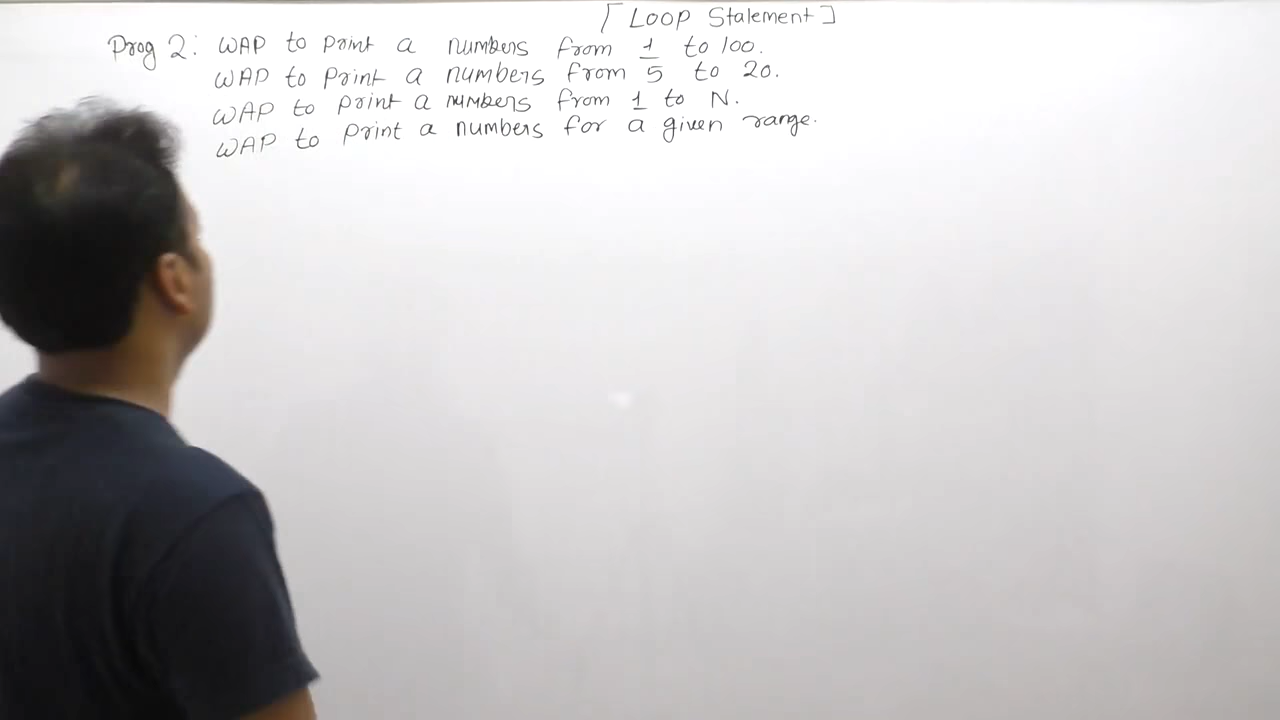 [Loop Statement]
Prog 2: WAP to print a numbers from 1 to 100.
WAP to print a numbers from 5 to 20.
WAP to print a numbers from 1 to N.
WAP to print a numbers for a given range.